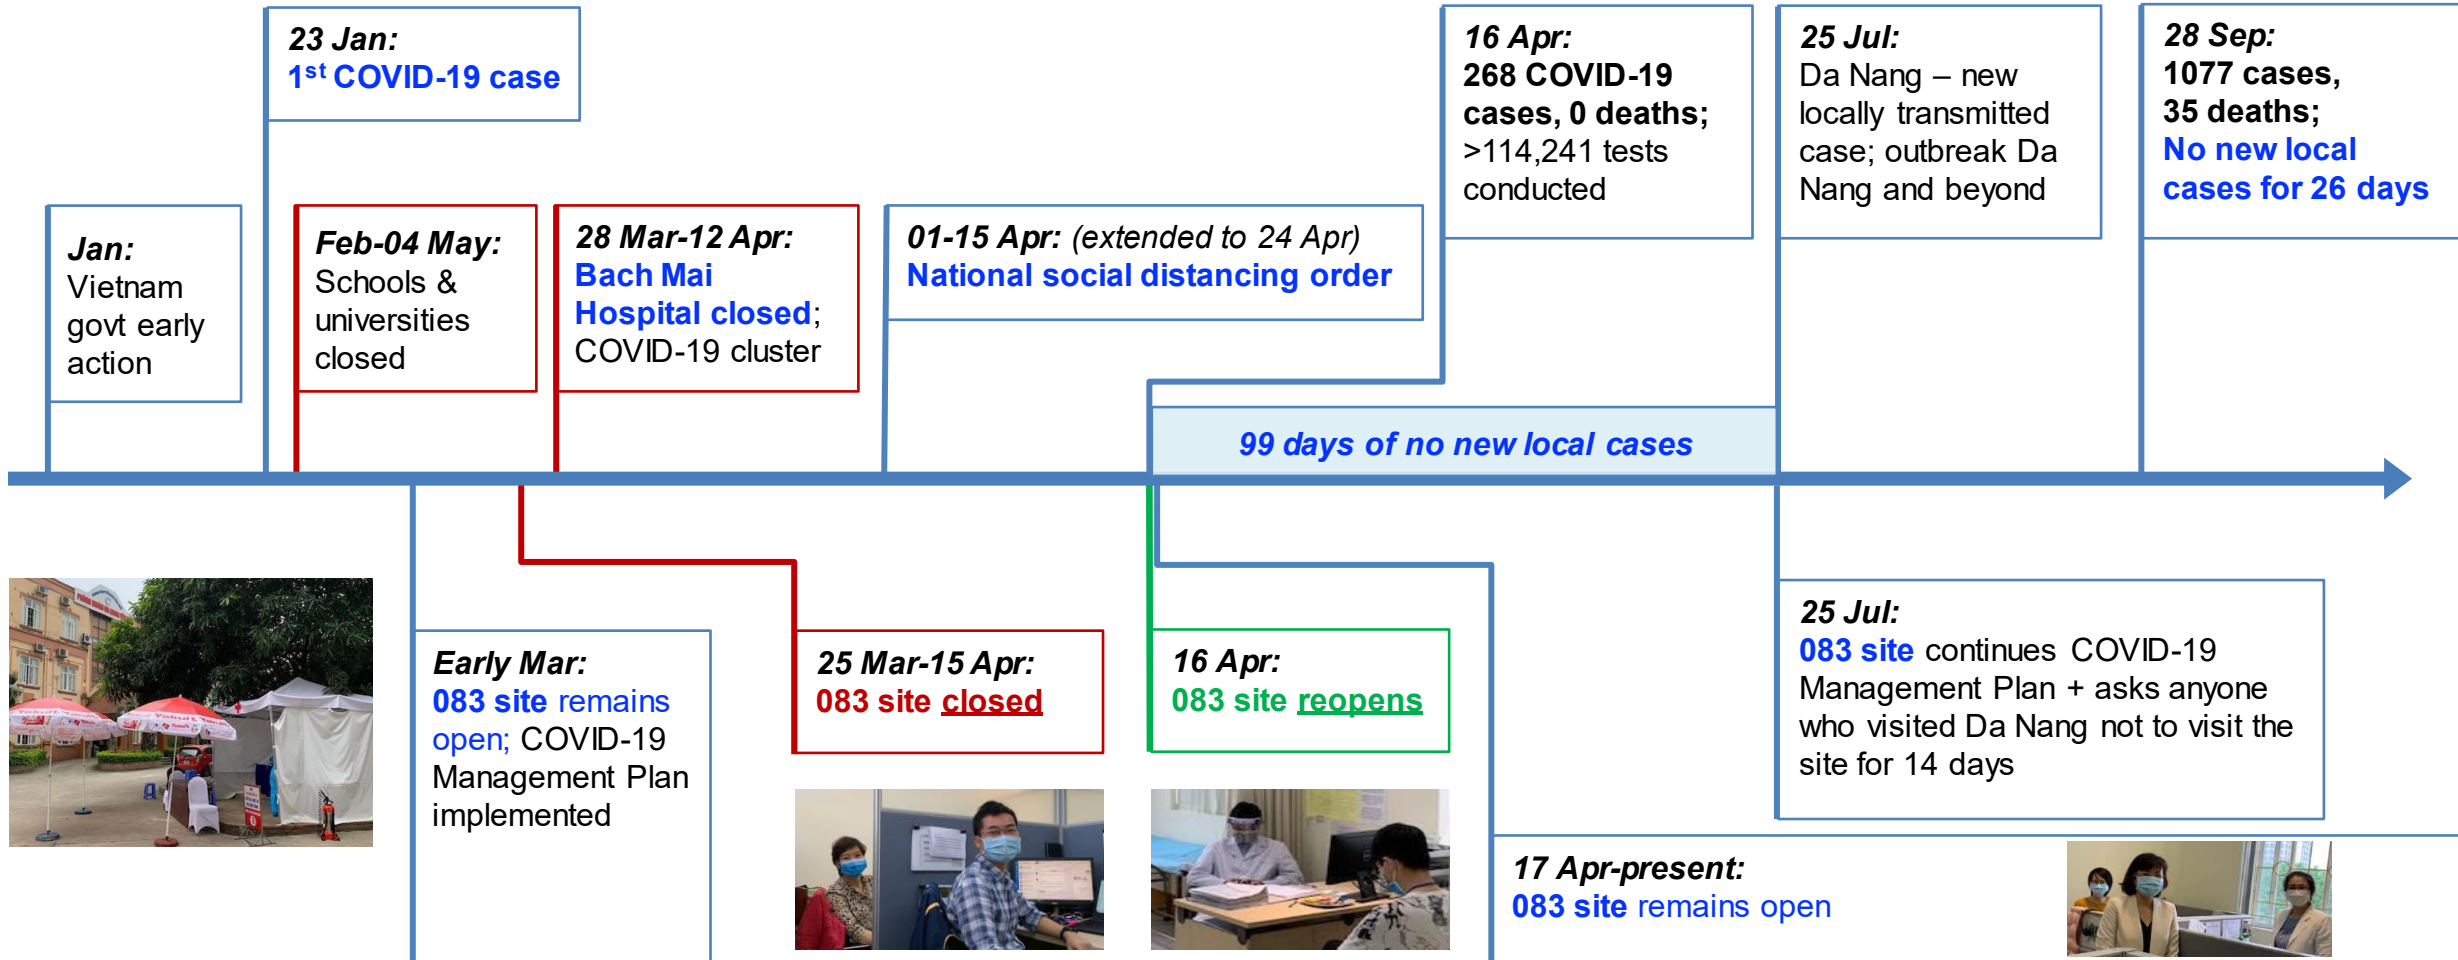 23 Jan:
1st COVID-19 case
16 Apr:
268 COVID-19
cases, 0 deaths;
>114,241 tests
conducted
25 Jul:
Da Nang – new
locally transmitted
case; outbreak Da
Nang and beyond
28 Sep:
1077 cases,
35 deaths;
No new local
cases for 26 days
Jan:
Vietnam
govt early
action
Feb-04 May:
Schools &
universities
closed
28 Mar-12 Apr:
Bach Mai
Hospital closed;
COVID-19 cluster
01-15 Apr: (extended to 24 Apr)
National social distancing order
99 days of no new local cases
Early Mar:
083 site remains
open; COVID-19
Management Plan
implemented
25 Mar-15 Apr:
083 site closed
16 Apr:
083 site reopens
25 Jul:
083 site continues COVID-19
Management Plan + asks anyone
who visited Da Nang not to visit the
site for 14 days
17 Apr-present:
083 site remains open
Yakult